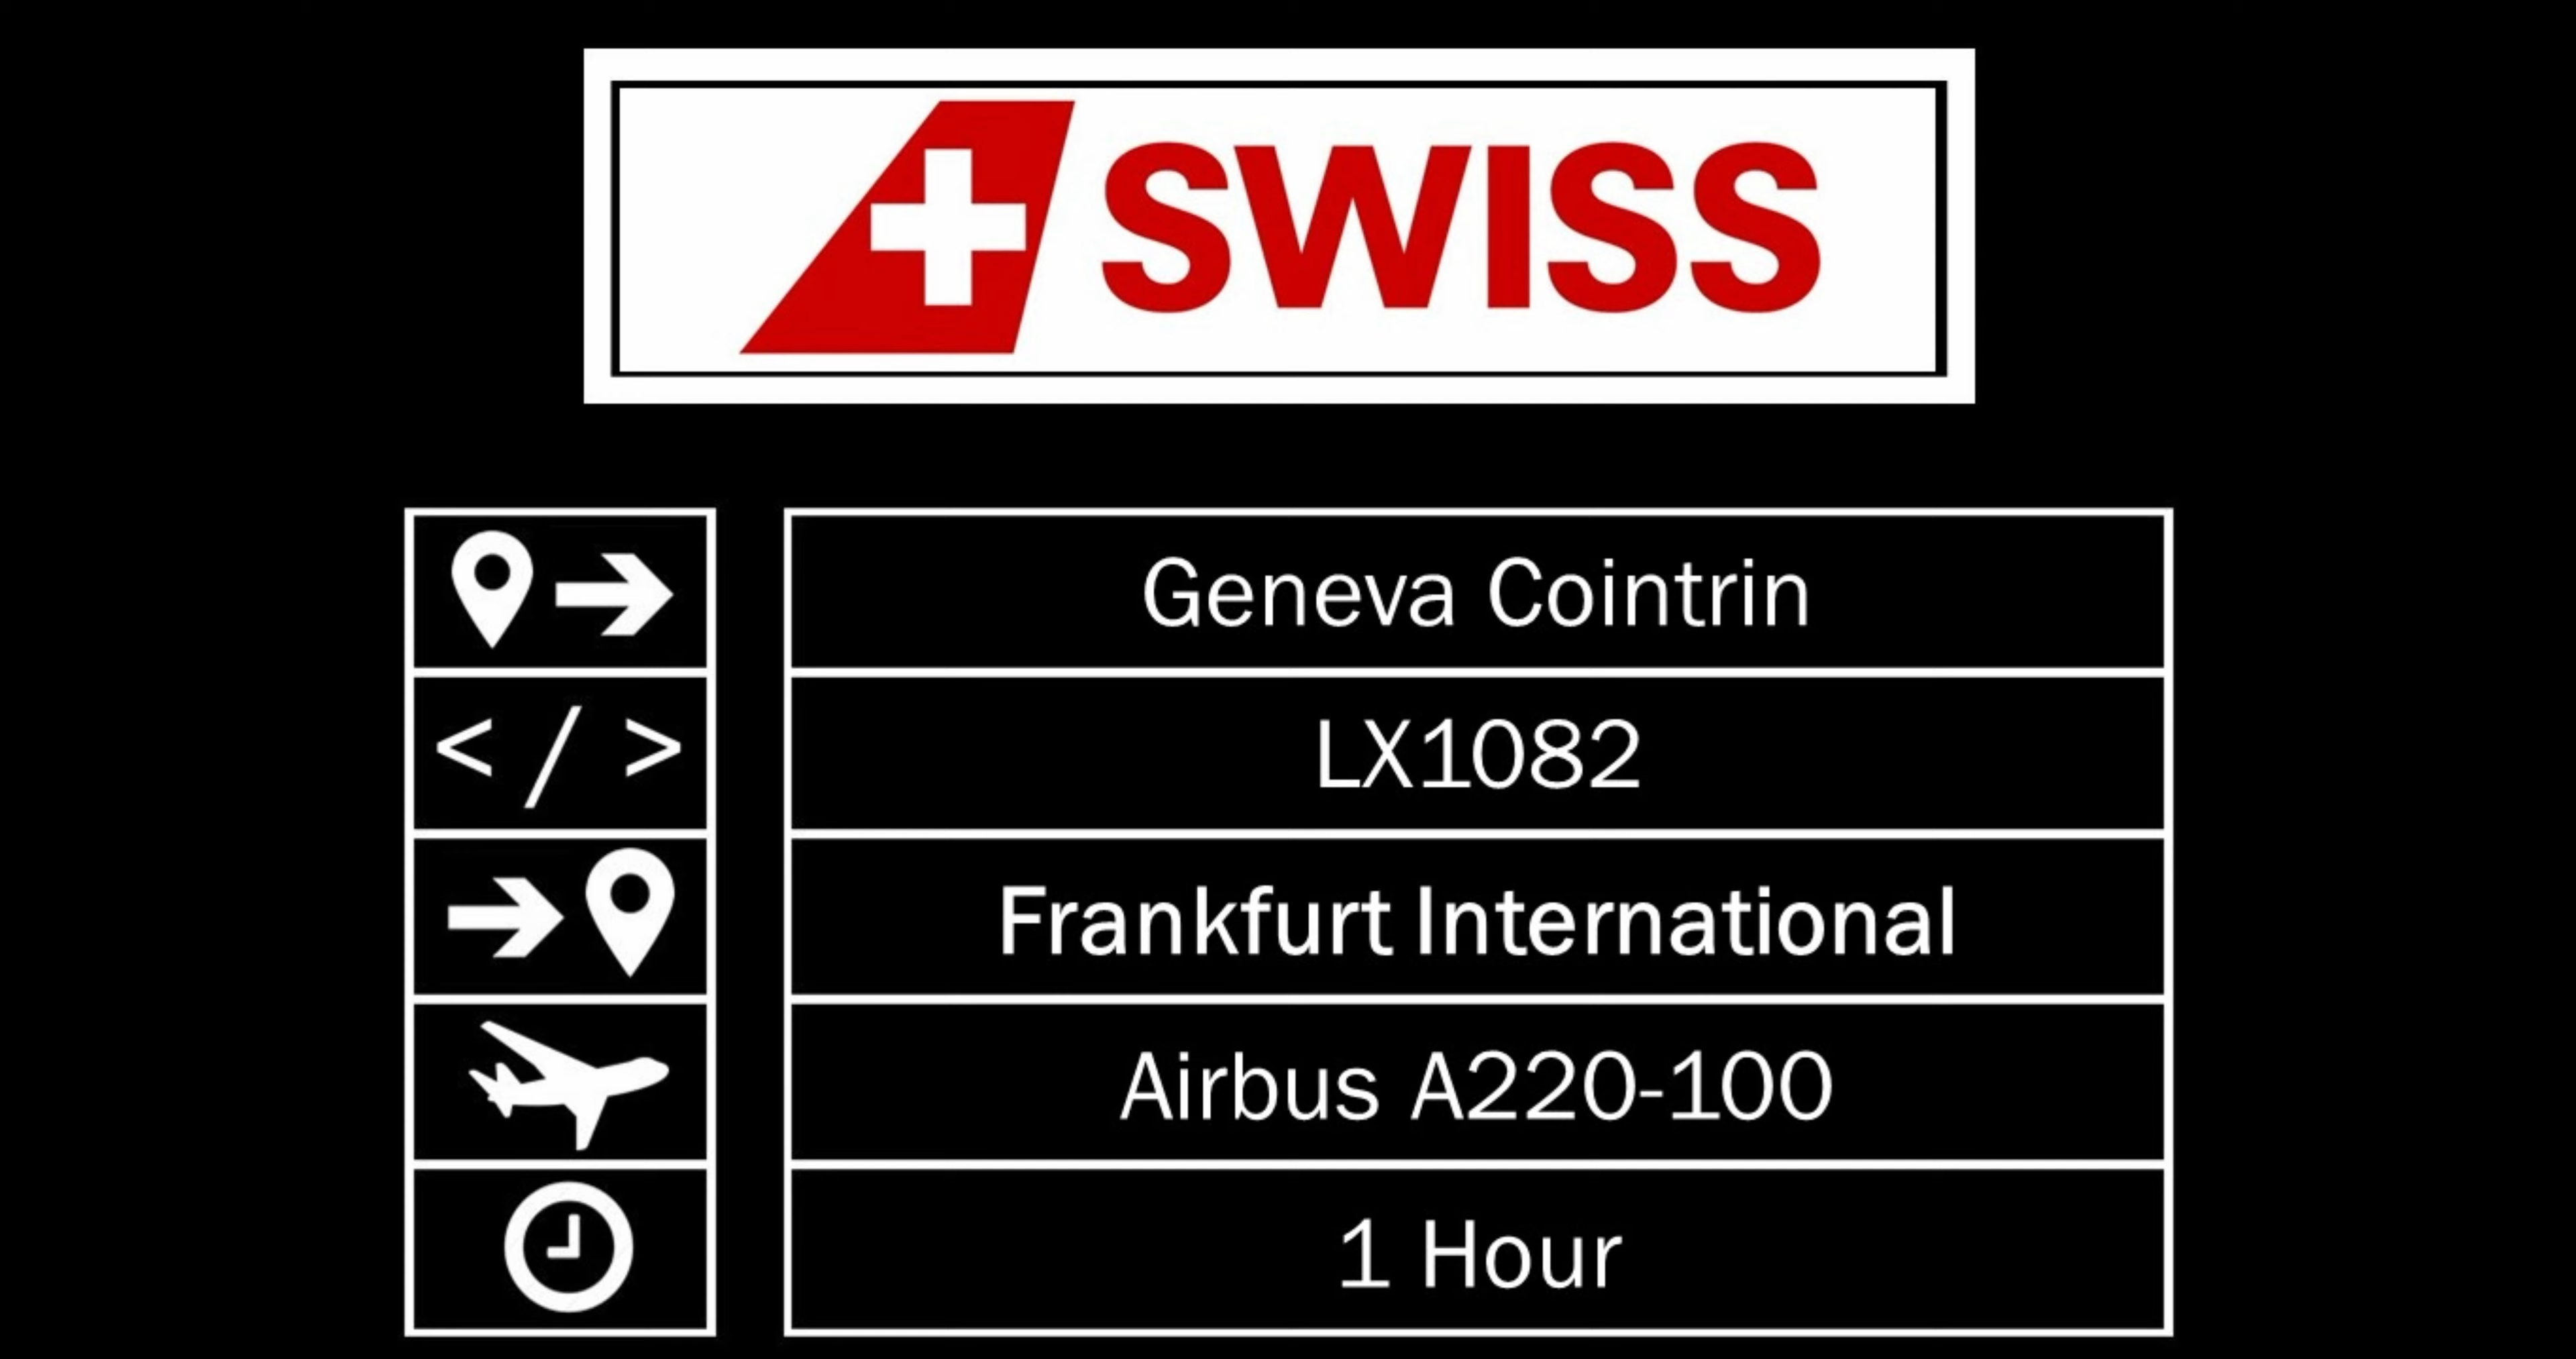 SWISS
Geneva Cointrin
< / >
LX1082
Frankfurt International
Airbus A220-100
1 Hour